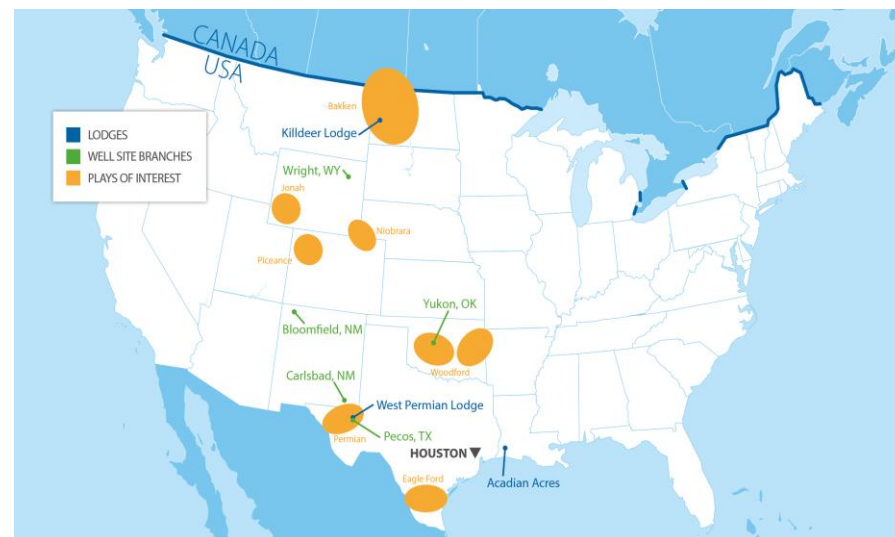 CANADA
USA
LODGES
WELL SITE BRANCHES
PLAYS OF INTEREST
Bakken
Killdeer Lodge
Wright, WY
Jonah
Niobrara
Piceance
Yukon, OK
Bloomfield, NM
Woodford
Carlsbad, NM
West Permian Lodge
Pecos, TX
Permian
HOUSTON
Eagle Ford
Acadian Acres